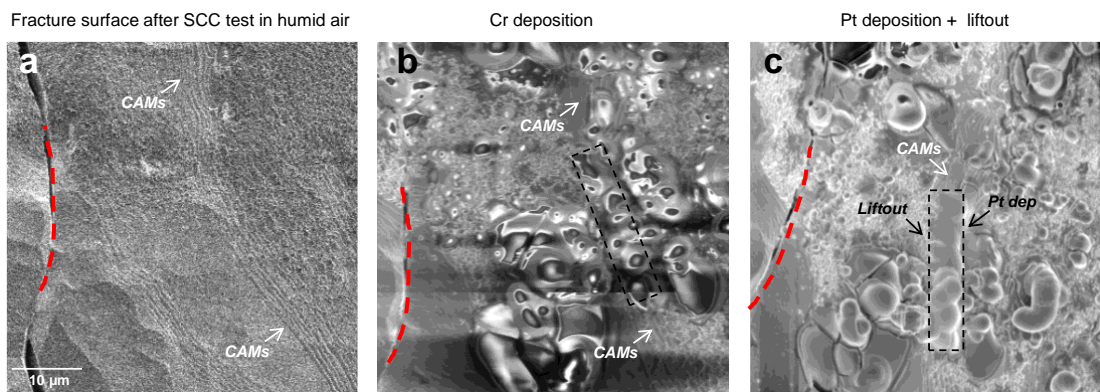 Fracture surface after SCC test in humid air
Cr deposition
Pt deposition + liftout
a
CAMs
CAMs
10 µm
b
CAMs
CAMs
c
CAMs
Liftout
Pt dep